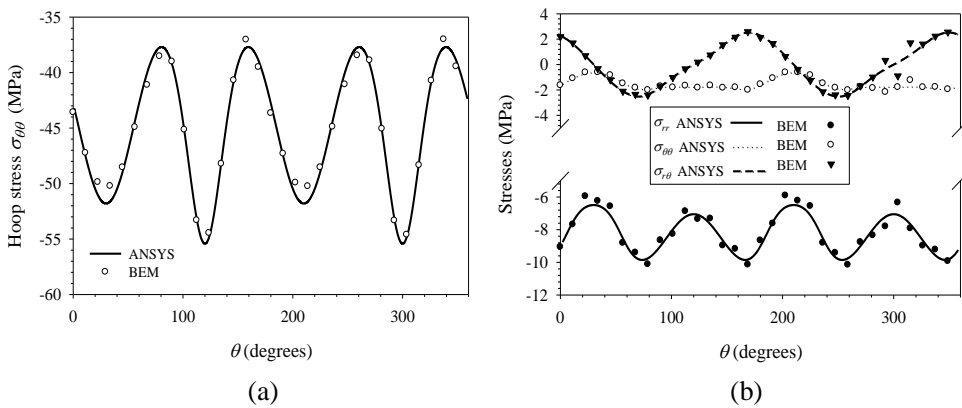 -35
-40
-45
-50
-55
-60
0 100 200 300
Hoop stress σθθ (MPa)
θ (degrees)
ANSYS
BEM
(a)
4
2
0
-2
-4
-6
-8
-10
-12
0 100 200 300
Stresses (MPa)
θ (degrees)
σrr ANSYS BEM
σθθ ANSYS BEM
σrθ ANSYS BEM
(b)